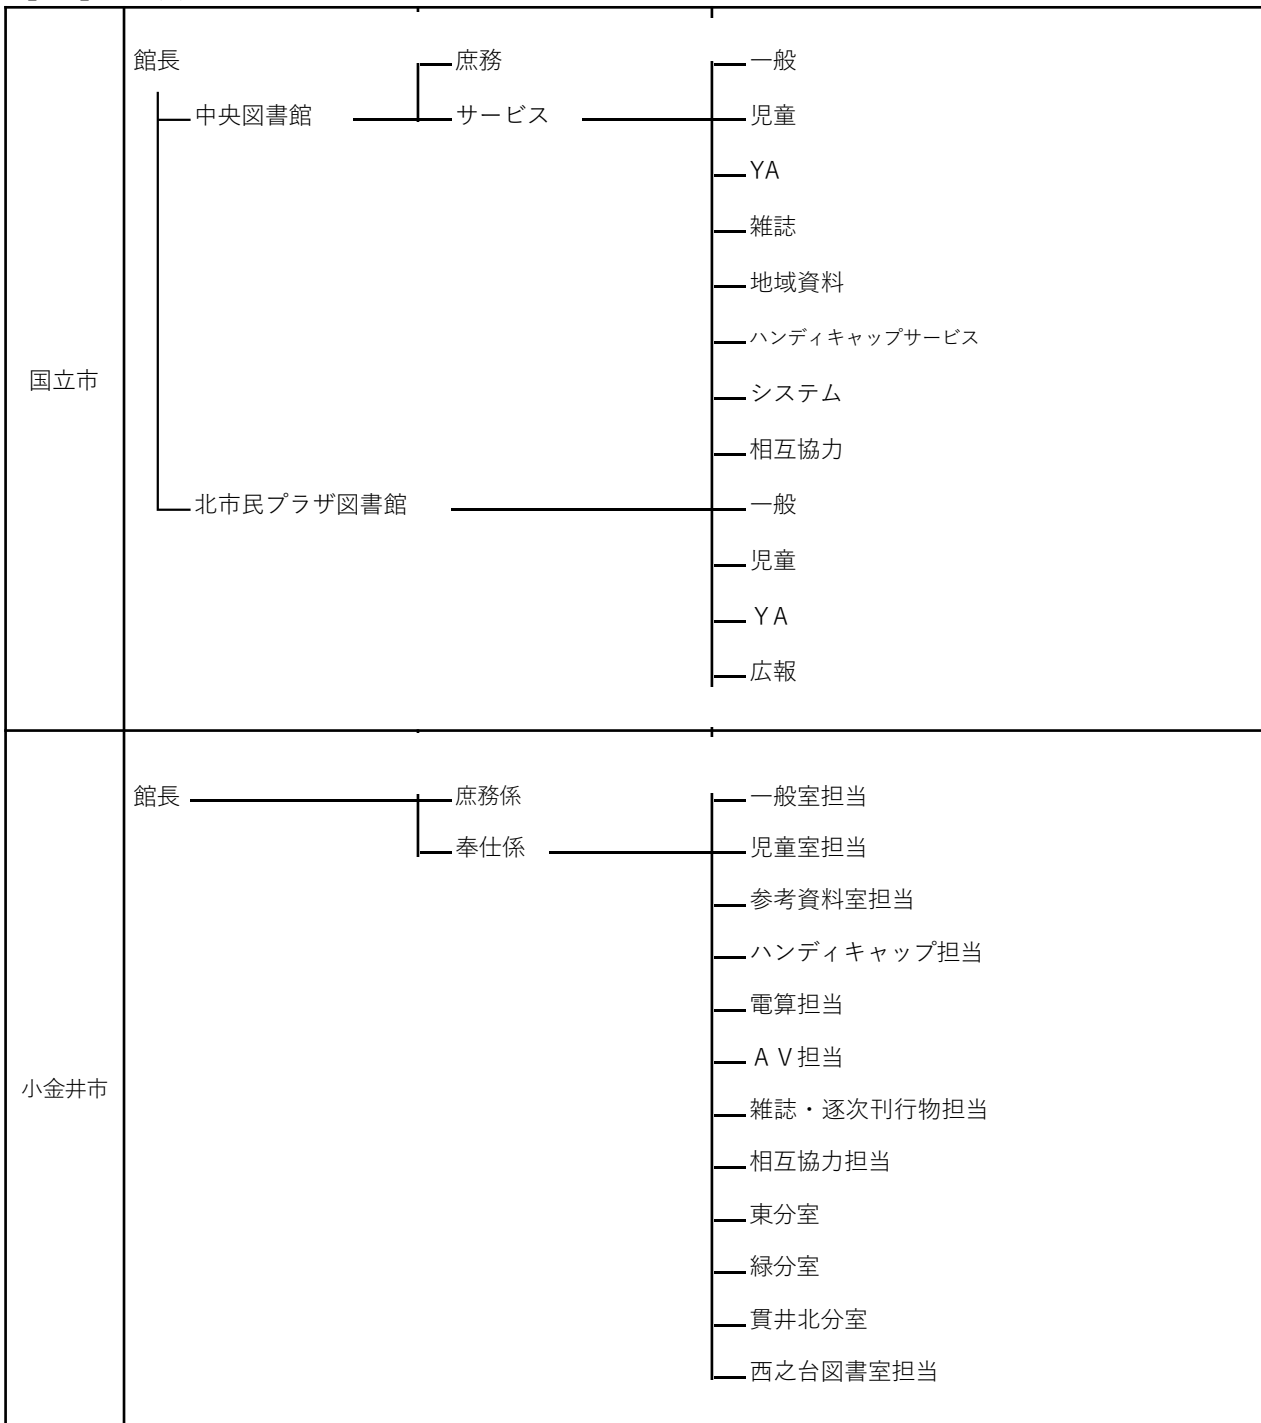 館長 庶務 一般
中央図書館 サービス 児童
YA
雑誌
地域資料
ハンディキャップサービス
国立市
システム
相互協力
北市民プラザ図書館 一般
児童
ＹＡ
広報
館長 庶務係 一般室担当
奉仕係 児童室担当
参考資料室担当
ハンディキャップ担当
電算担当
ＡＶ担当
小金井市
雑誌・逐次刊行物担当
相互協力担当
東分室
緑分室
貫井北分室
西之台図書室担当